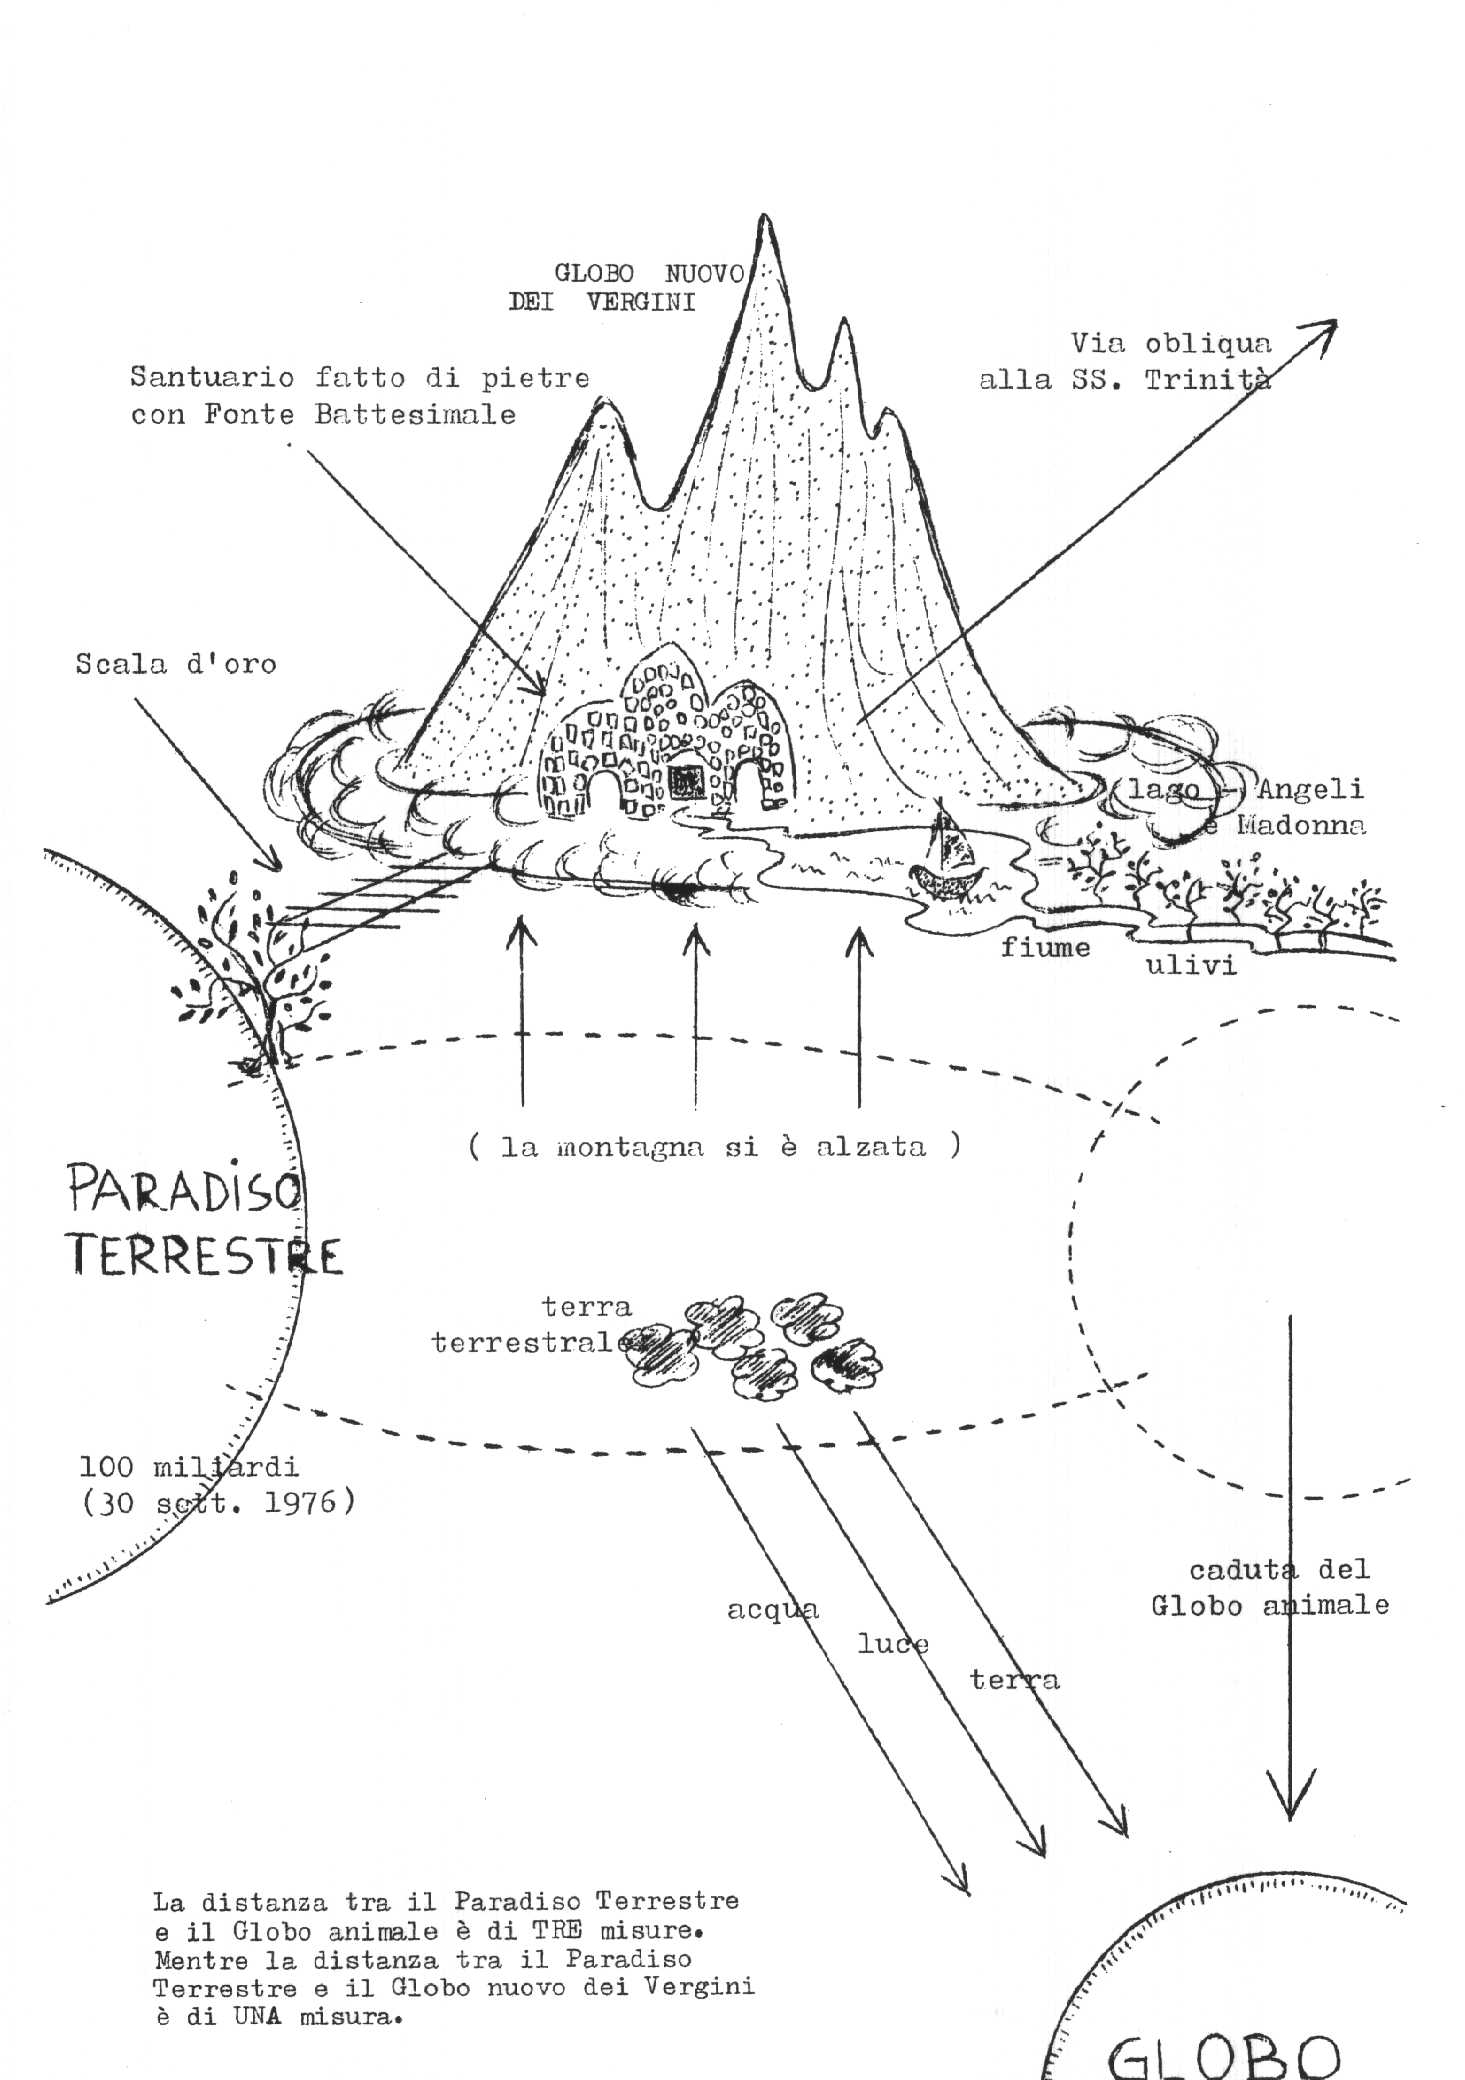 GLOBO NUOVO
DEI VERGINI
Via obliqua
alla SS. Trinità
Santuario fatto di pietre
con Fonte Battesimale
Scala d'oro
lago - Angeli
e Madonna
fiume
ulivi
( la montagna si è alzata )
PARADISO
TERRESTRE
terra
terrestrale
100 miliardi
(30 sett. 1976)
caduta del
Globo animale
acqua
luce
terra
La distanza tra il Paradiso Terrestre
e il Globo animale è di TRE misure.
Mentre la distanza tra il Paradiso
Terrestre e il Globo nuovo dei Vergini
è di UNA misura.
GLOBO